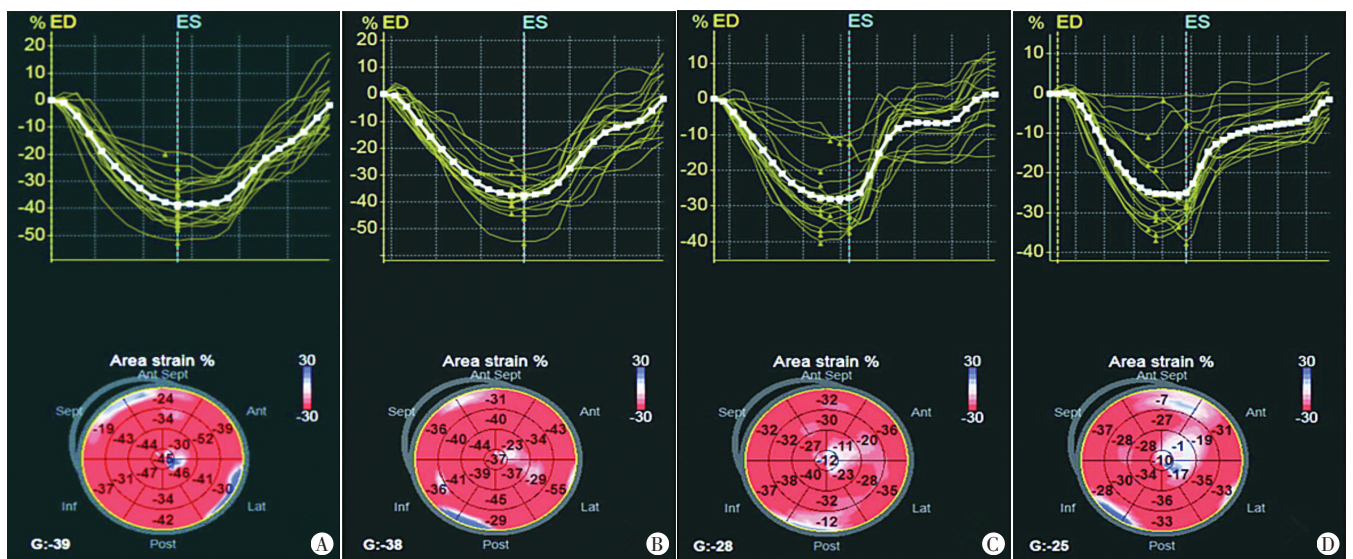 % ED ES
20
10
0
-10
-20
-30
-40
-50
Area strain %
30
-30
Ant Sept
Sept
Ant
-24
-34
-19 -43 -44 -30 -52 -39
-45
-47 -46
-31 -41
-37 -30
-34
-42
Inf
Lat
Post
G:-39
A
% ED ES
20
10
0
-10
-20
-30
-40
-50
Area strain %
30
-30
Ant Sept
Sept
Ant
-31
-40
-36 -40 -44 -23 -34 -43
-37
-39 -37
-41 -29
-36 -55
-45
-29
Inf
Lat
Post
G:-38
B
% ED ES
10
0
-10
-20
-30
-40
Area strain %
30
-30
Ant Sept
Sept
Ant
-32
-30
-32 -32 -27 -11 -20 -36
-12
-40 -23
-38 -28
-37 -35
-32
-12
Inf
Lat
Post
G:-28
C
% ED ES
10
0
-10
-20
-30
-40
Area strain %
30
-30
Ant Sept
Sept
Ant
-7
-27
-37 -28 -28 -1 -19 -31
-10
-34 -17
-30 -35
-28 -33
-36
-33
Inf
Lat
Post
G:-25
D